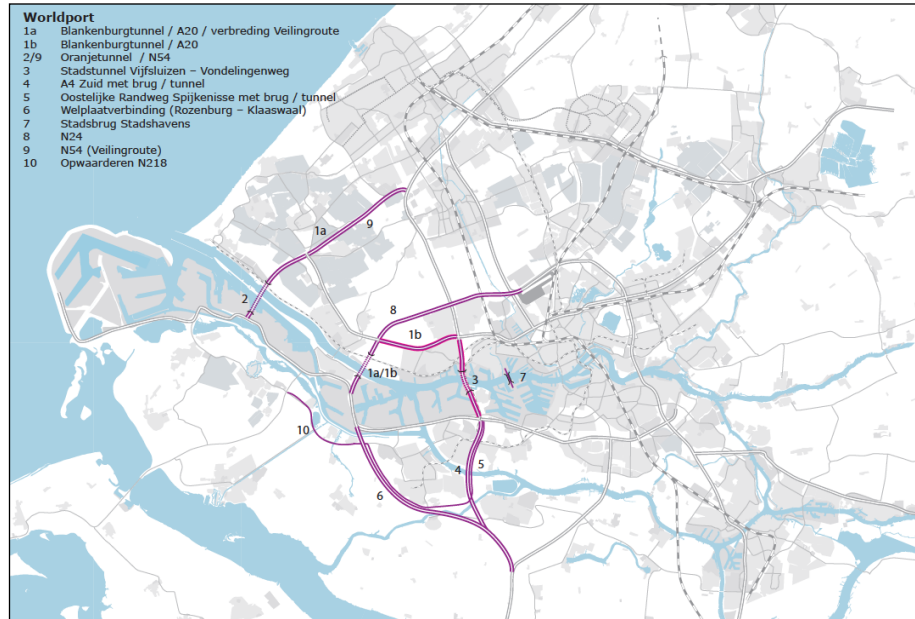 Worldport
1a Blankenburgtunnel / A20 / verbreding Veilingroute
1b Blankenburgtunnel / A20
2/9 Oranjetunnel / N54
3 Stadstunnel Vijfsluizen – Vondelingenweg
4 A4 Zuid met brug / tunnel
5 Oostelijke Randweg Spijkenisse met brug / tunnel
6 Welplaatverbinding (Rozenburg – Klaaswaal)
7 Stadsbrug Stadshavens
8 N24
9 N54 (Veilingroute)
10 Opwaarderen N218
9
1a
2
8
1b
1a/1b
3
7
10
4
5
6